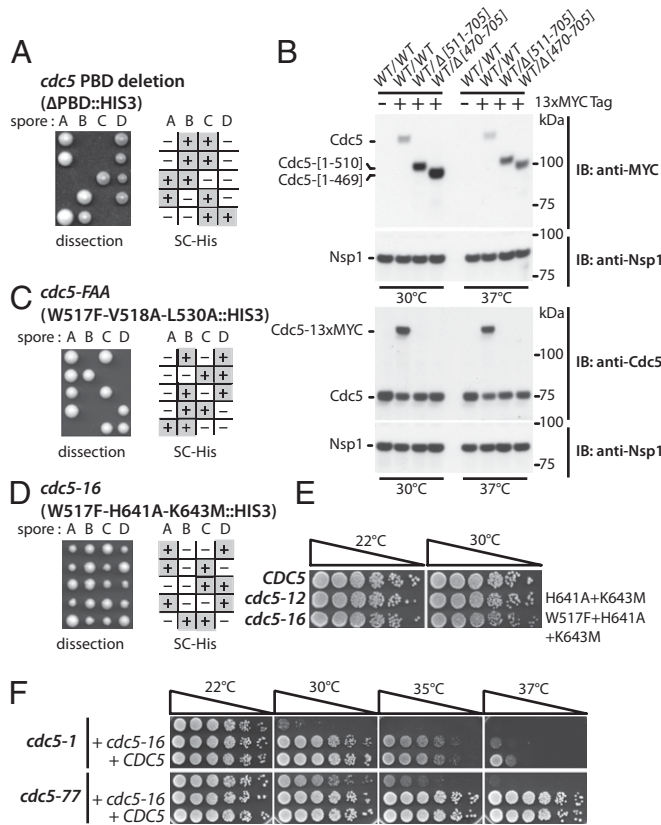 A
cdc5 PBD deletion
(ΔPBD::HIS3)
spore : A B C D
A B C D
− + + −
− + + −
+ + − −
+ − + −
− − + +
dissection
SC-His
B
WT/WT
WT/WT
WT/Δ[511-705]
WT/Δ[470-705]
WT/WT
WT/WT
WT/Δ[511-705]
WT/Δ[470-705]
− + + + − + + + 13xMYC Tag
kDa
Cdc5
Cdc5-[1-510]
Cdc5-[1-469]
100
75
IB: anti-MYC
100
Nsp1
75
IB: anti-Nsp1
30°C
37°C
kDa
Cdc5-13xMYC
100
IB: anti-Cdc5
Cdc5
75
100
Nsp1
75
IB: anti-Nsp1
30°C
37°C
C
cdc5-FAA
(W517F-V518A-L530A::HIS3)
spore : A B C D
A B C D
− + − +
− − + +
− + − +
− + + −
+ + − −
dissection
SC-His
D
cdc5-16
(W517F-H641A-K643M::HIS3)
spore : A B C D
A B C D
+ − − +
+ − + −
− − + +
+ − − +
− + + −
dissection
SC-His
E
22°C
30°C
CDC5
cdc5-12
H641A+K643M
cdc5-16
W517F+H641A
+K643M
F
22°C
30°C
35°C
37°C
cdc5-1
+ cdc5-16
+ CDC5
cdc5-77
+ cdc5-16
+ CDC5